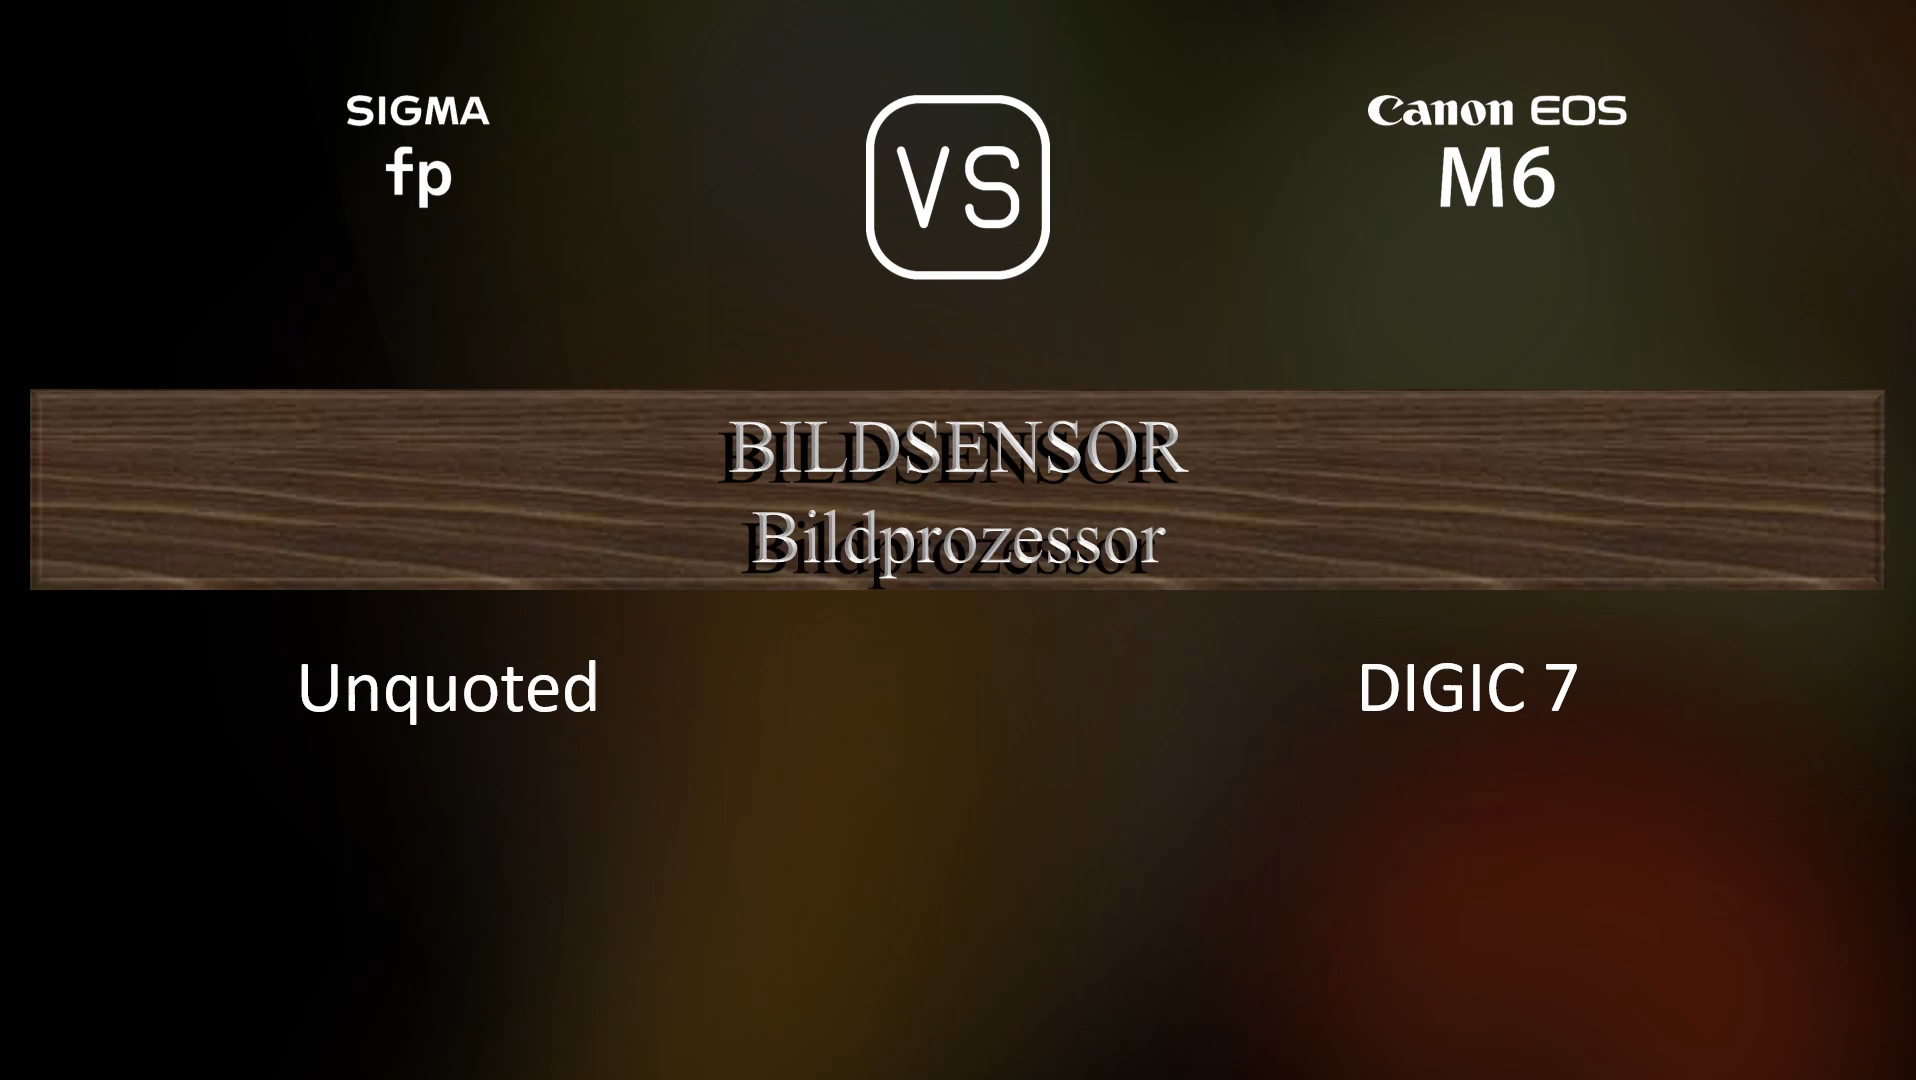 SIGMA
fp
VS
Canon EOS
M6
BILDSENSOR
Bildprozessor
Unquoted
DIGIC 7